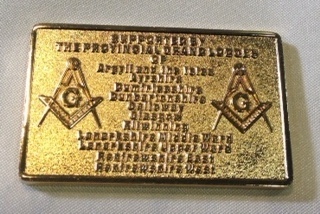 SUPPORTED BY
THE PROVINCIAL GRAND LODGES
OF
Argyll and the Isles
Ayrshire
Dumfriesshire
Dunbartonshire
Glasgow
Kilwinning
Lanarkshire Middle Ward
Lanarkshire Upper Ward
Renfrewshire East
Renfrewshire West
G
G